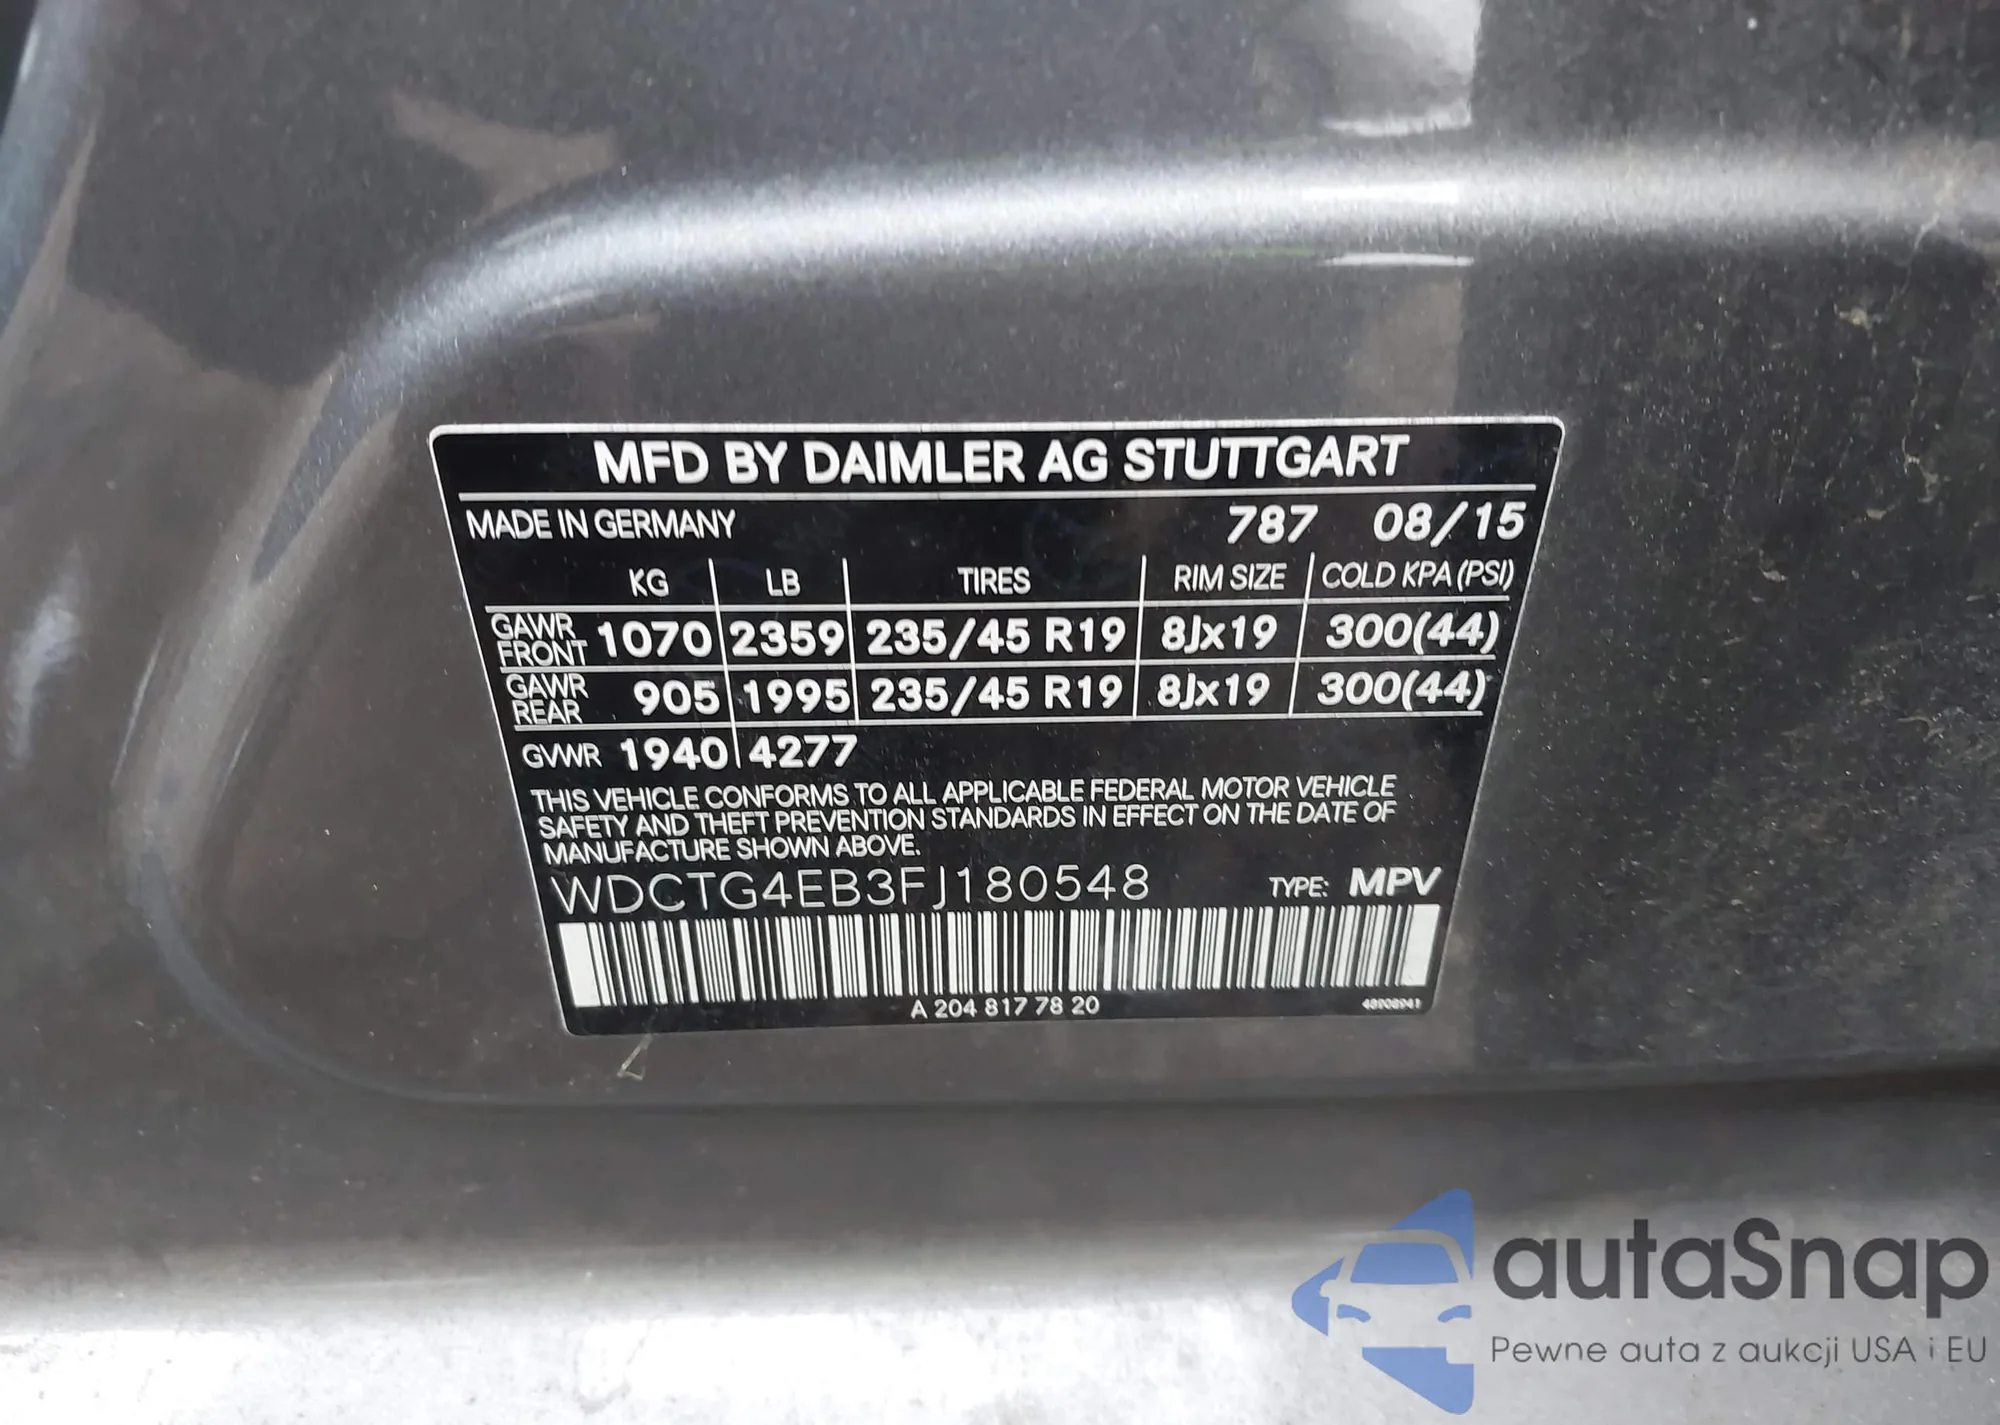 MFD BY DAIMLER AG STUTTGART
MADE IN GERMANY 787 08/15
KG LB TIRES RIM SIZE COLD KPA (PSI)
GAWR FRONT 1070 2359 235/45 R19 8Jx19 300(44)
GAWR REAR 905 1995 235/45 R19 8Jx19 300(44)
GVWR 1940 4277
THIS VEHICLE CONFORMS TO ALL APPLICABLE FEDERAL MOTOR VEHICLE
SAFETY AND THEFT PREVENTION STANDARDS IN EFFECT ON THE DATE OF
MANUFACTURE SHOWN ABOVE.
WDCTG4EB3FJ180548 TYPE: MPV
A 204 817 78 20
autaSnap
Pewne auta z aukcji USA i EU